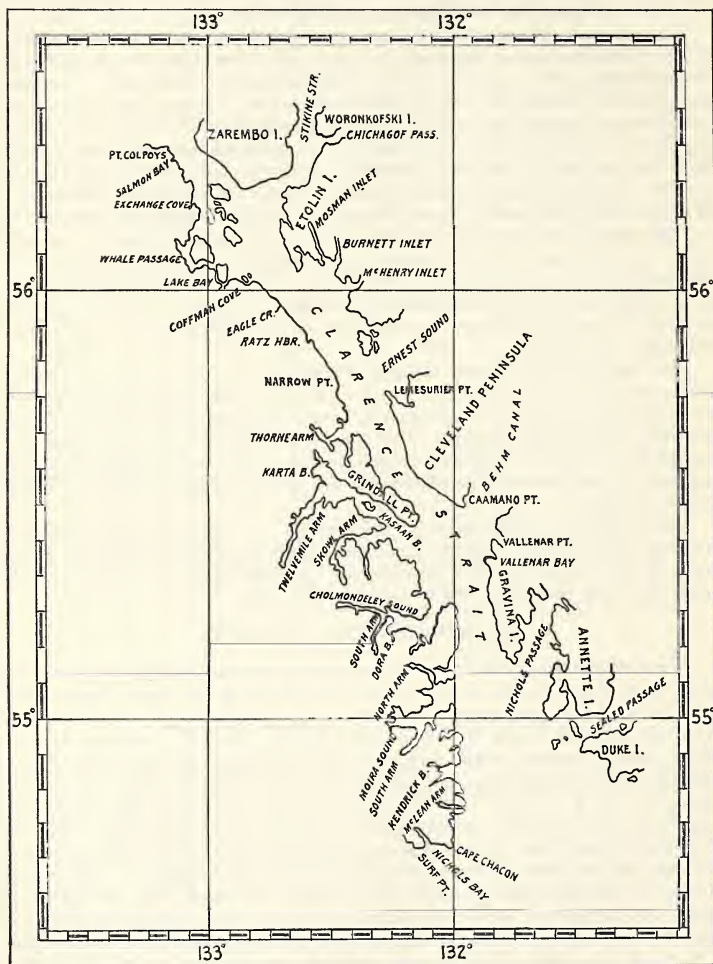 133°
132°
STIKINE STR.
WORONKOFSKI I.
ZAREMBO I.
CHICHAGOF PASS.
PT. COLPOYS
SALMON BAY
ETOLIN I.
MOSMAN INLET
EXCHANGE COVE
BURNETT INLET
WHALE PASSAGE
MCHENRY INLET
LAKE BAY
56°
56°
COFFMAN COVE
EAGLE CR.
RATZ HBR.
CLARENCE STRAIT
ERNEST SOUND
NARROW PT.
LEMESURIER PT.
CLEVELAND PENINSULA
BEHM CANAL
THORNE ARM
KARTA B.
GRINDALL PT.
CAAMANO PT.
KASAAN B.
TWELVEMILE ARM
SKOWL ARM
VALLENAR PT.
VALLENAR BAY
CHOLMONDELEY SOUND
GRAVINA I.
SOUTH ARM
DORA B.
NICHOLS PASSAGE
ANNETTE I.
NORTH ARM
55°
55°
SEALED PASSAGE
DUKE I.
MOIRA SOUND
SOUTH ARM
KENDRICK B.
MCLEAN ARM
CAPE CHACON
NICHOLS BAY
SURF PT.
133°
132°